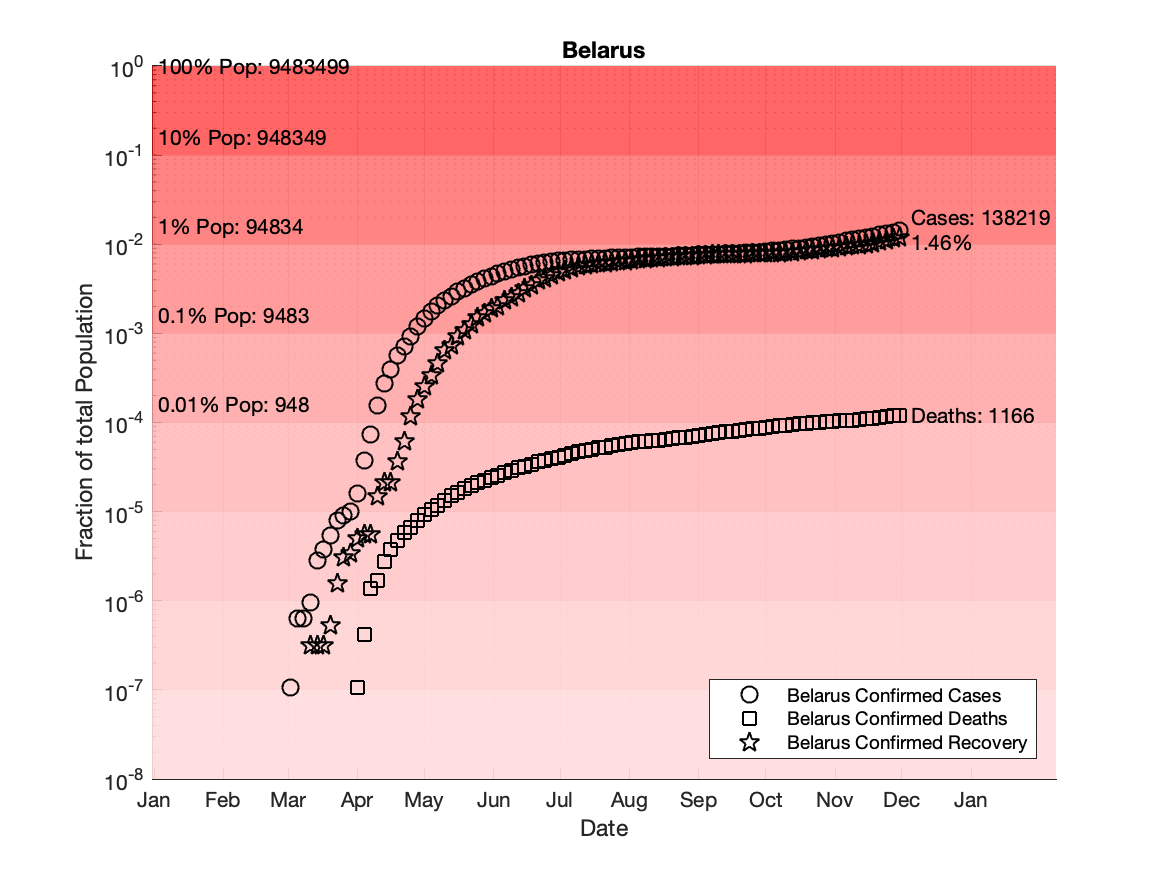 Belarus
10^0
10^-1
10^-2
10^-3
10^-4
10^-5
10^-6
10^-7
10^-8
Fraction of total Population
100% Pop: 9483499
10% Pop: 948349
1% Pop: 94834
0.1% Pop: 9483
0.01% Pop: 948
Cases: 138219
1.46%
Deaths: 1166
Belarus Confirmed Cases
Belarus Confirmed Deaths
Belarus Confirmed Recovery
Jan Feb Mar Apr May Jun Jul Aug Sep Oct Nov Dec Jan
Date